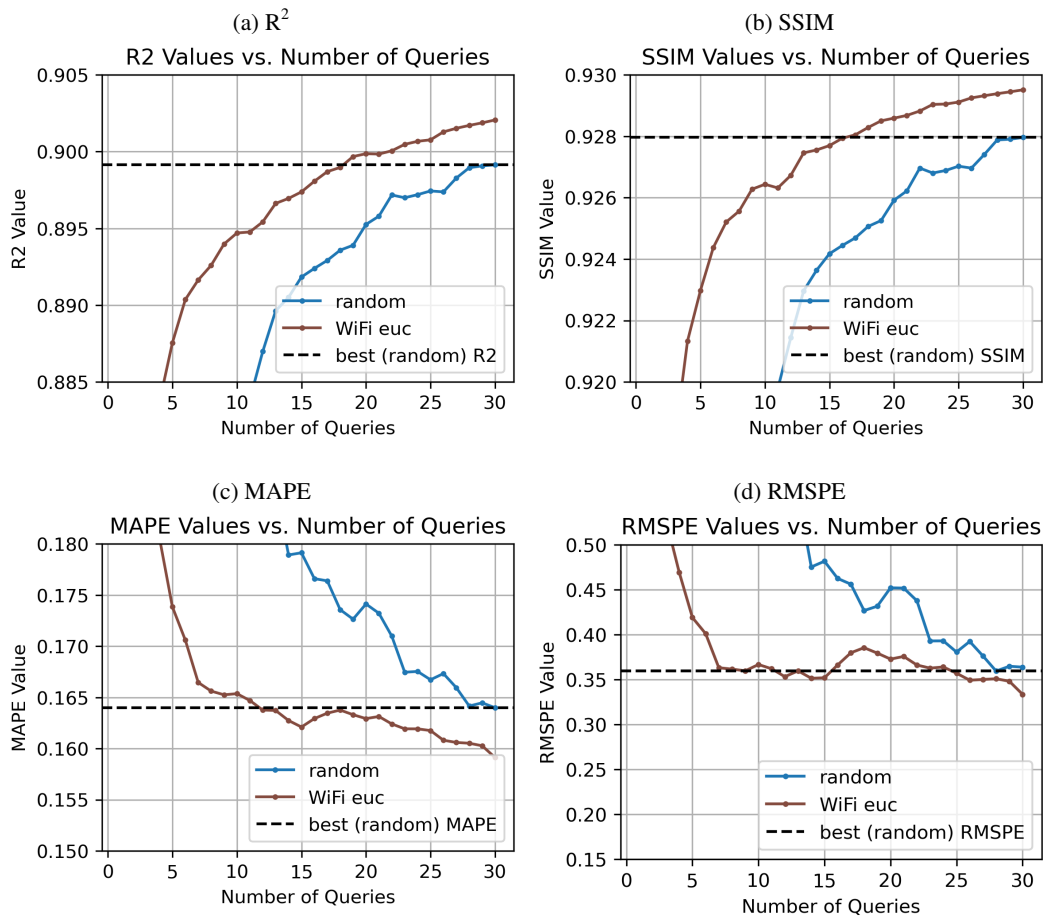 (a) R²
R2 Values vs. Number of Queries
0.905
0.900
0.895
0.890
0.885
R2 Value
random
WiFi euc
best (random) R2
0 5 10 15 20 25 30
Number of Queries
(b) SSIM
SSIM Values vs. Number of Queries
0.930
0.928
0.926
0.924
0.922
0.920
SSIM Value
random
WiFi euc
best (random) SSIM
0 5 10 15 20 25 30
Number of Queries
(c) MAPE
MAPE Values vs. Number of Queries
0.180
0.175
0.170
0.165
0.160
0.155
0.150
MAPE Value
random
WiFi euc
best (random) MAPE
0 5 10 15 20 25 30
Number of Queries
(d) RMSPE
RMSPE Values vs. Number of Queries
0.50
0.45
0.40
0.35
0.30
0.25
0.20
0.15
RMSPE Value
random
WiFi euc
best (random) RMSPE
0 5 10 15 20 25 30
Number of Queries